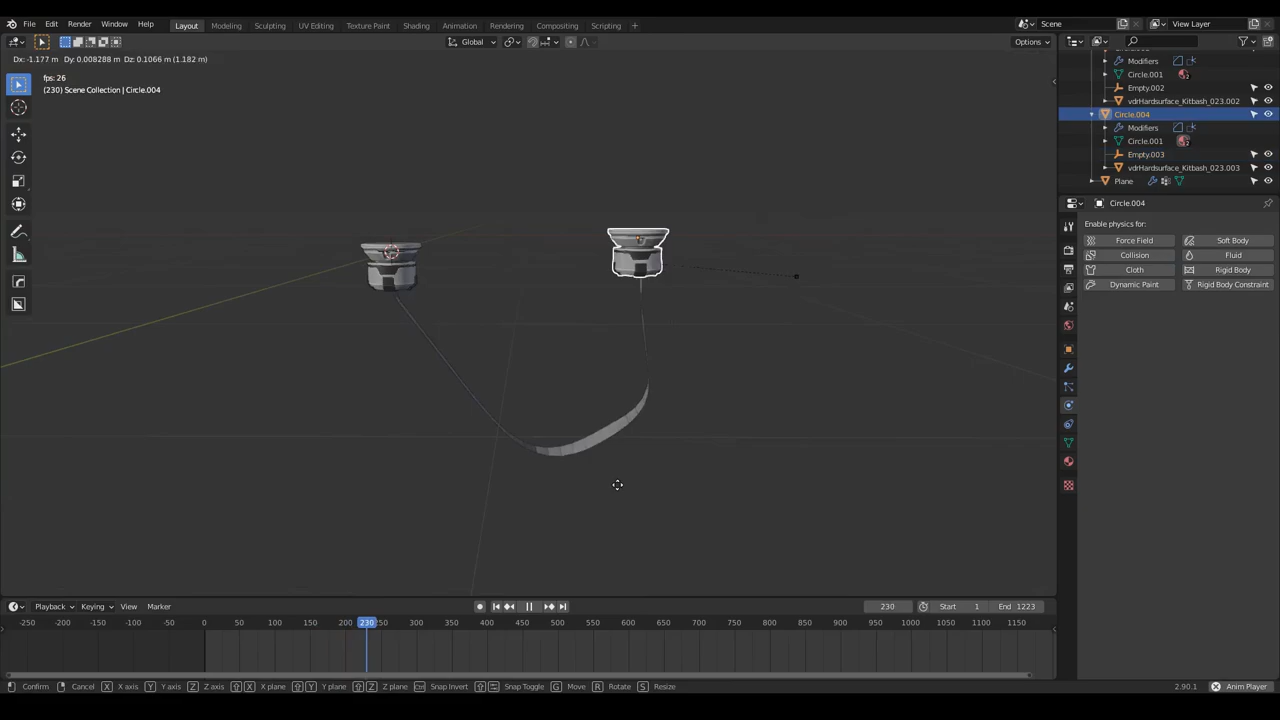 File Edit Render Window Help Layout Modeling Sculpting UV Editing Texture Paint Shading Animation Rendering Compositing Scripting + Scene View Layer
Global Options
Dx: -1.177 m Dy: 0.008288 m Dz: 0.1066 m (1.182 m)
fps: 26
(230) Scene Collection | Circle.004
Modifiers
Circle.001
Empty.002
vdrHardsurface_Kitbash_023.002
Circle.004
Modifiers
Circle.001
Empty.003
vdrHardsurface_Kitbash_023.003
Plane
Circle.004
Enable physics for:
Force Field Soft Body
Collision Fluid
Cloth Rigid Body
Dynamic Paint Rigid Body Constraint
Playback Keying View Marker 230 Start 1 End 1223
-250 -200 -150 -100 -50 0 50 100 150 200 230 250 300 350 400 450 500 550 600 650 700 750 800 850 900 950 1000 1050 1100 1150
Confirm Cancel X X axis Y Y axis Z Z axis X X plane Y Y plane Z Z plane Snap Invert Snap Toggle G Move R Rotate S Resize 2.90.1 Anim Player